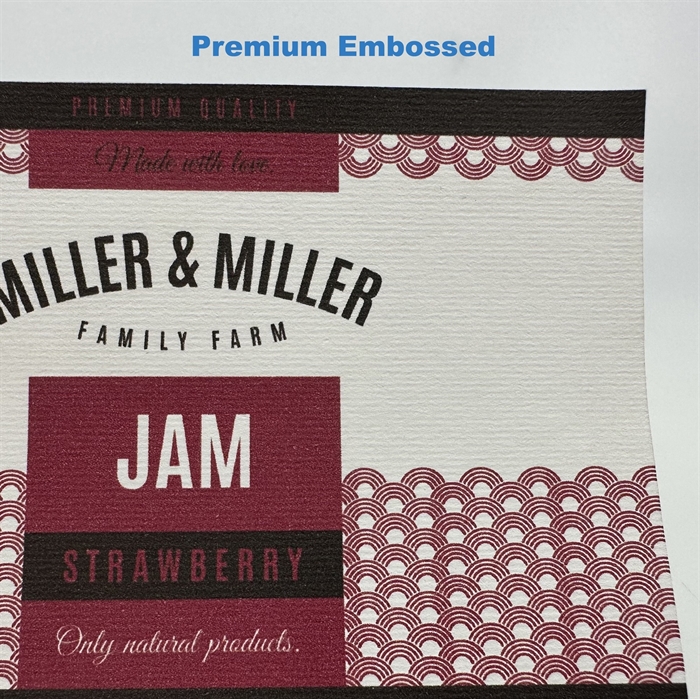 Premium Embossed
PREMIUM QUALITY
Made with love.
MILLER & MILLER
FAMILY FARM
JAM
STRAWBERRY
Only natural products.